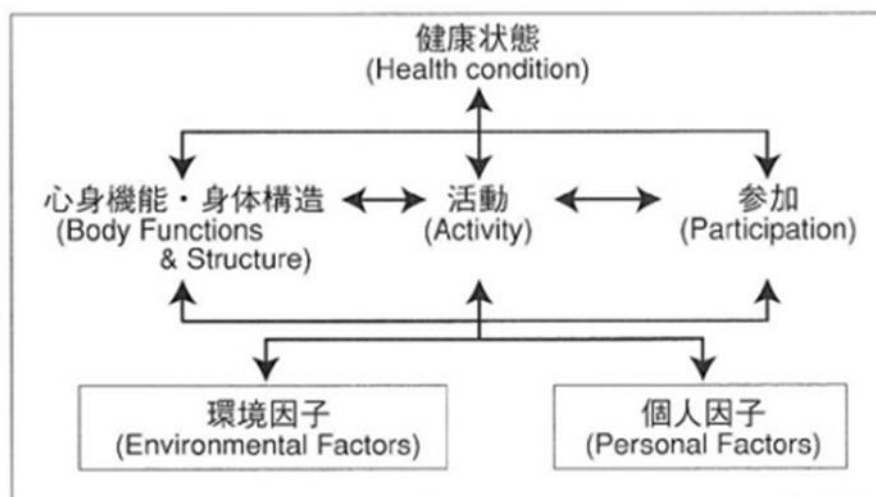 健康状態
(Health condition)
心身機能・身体構造
(Body Functions
& Structure)
活動
(Activity)
参加
(Participation)
環境因子
(Environmental Factors)
個人因子
(Personal Factors)